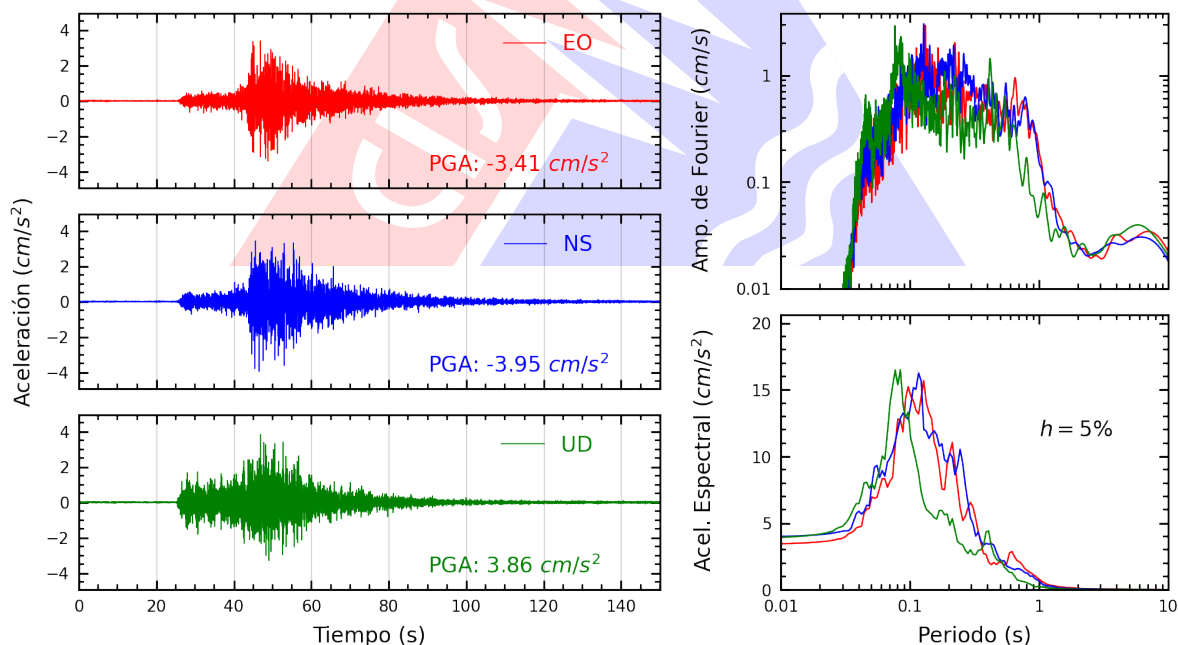 Aceleración (cm/s²)
4
2
0
−2
−4
EO
PGA: -3.41 cm/s²
4
2
0
−2
−4
NS
PGA: -3.95 cm/s²
4
2
0
−2
−4
UD
PGA: 3.86 cm/s²
0 20 40 60 80 100 120 140
Tiempo (s)
Amp. de Fourier (cm/s)
1
0.1
0.01
Acel. Espectral (cm/s²)
20
15
10
5
0
h = 5%
0.01 0.1 1 10
Periodo (s)